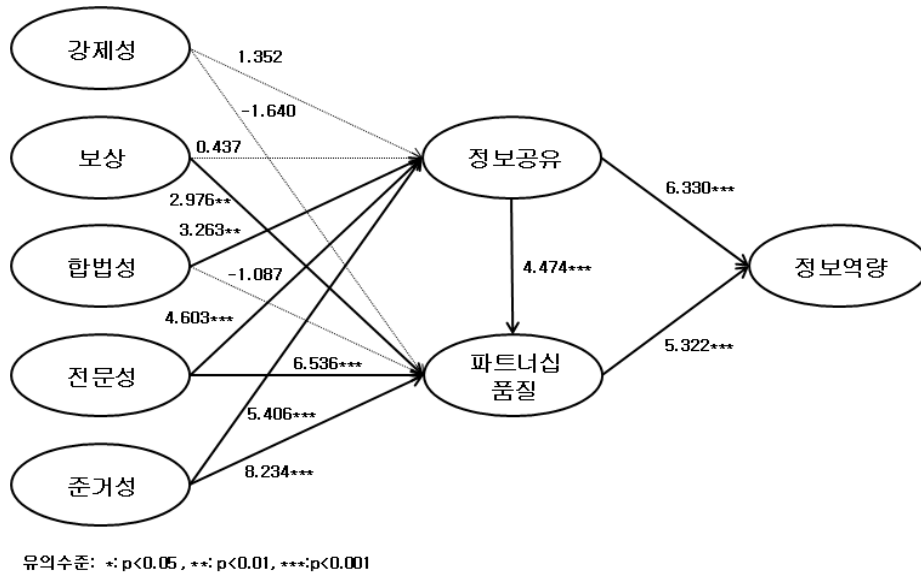 강제성
1.352
-1.640
보상
0.437
정보공유
2.976**
6.330***
3.263**
합법성
-1.087
4.474***
정보역량
4.603***
전문성
6.536***
파트너십
품질
5.322***
5.406***
준거성
8.234***
유의수준: *: p<0.05 , **: p<0.01, ***:p<0.001